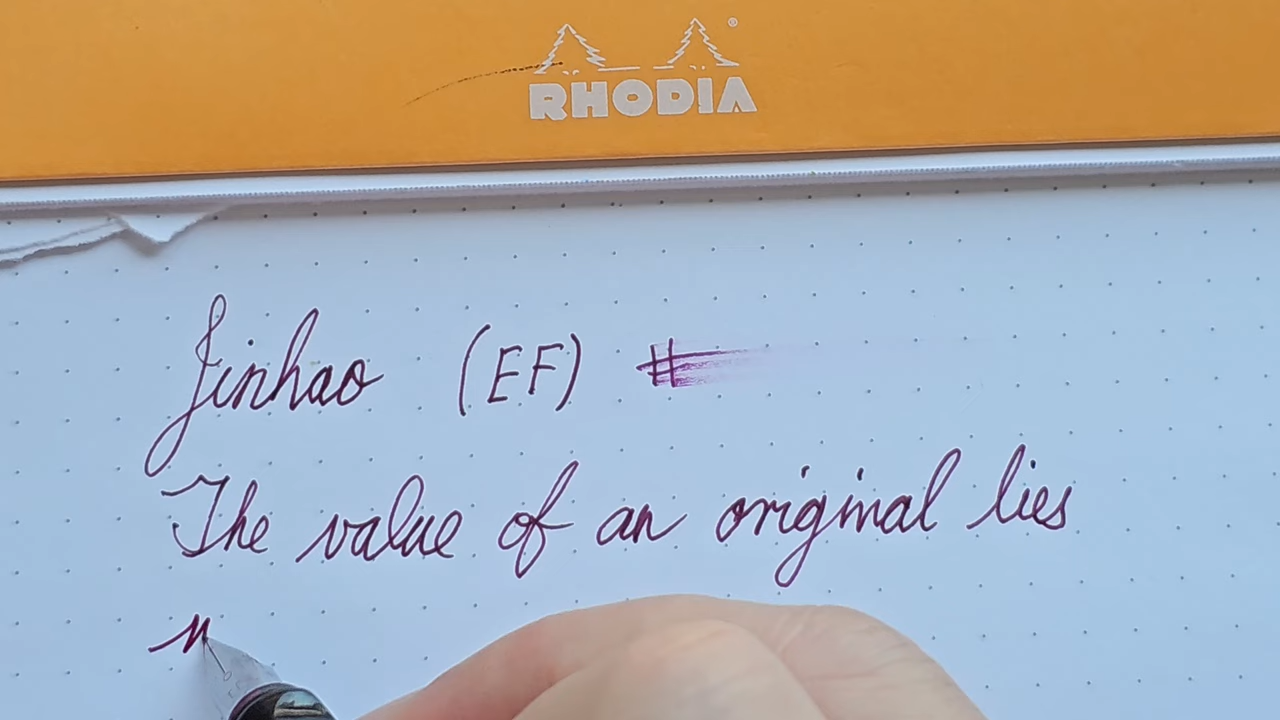 RHODIA
Jinhao (EF) #
The value of an original lies